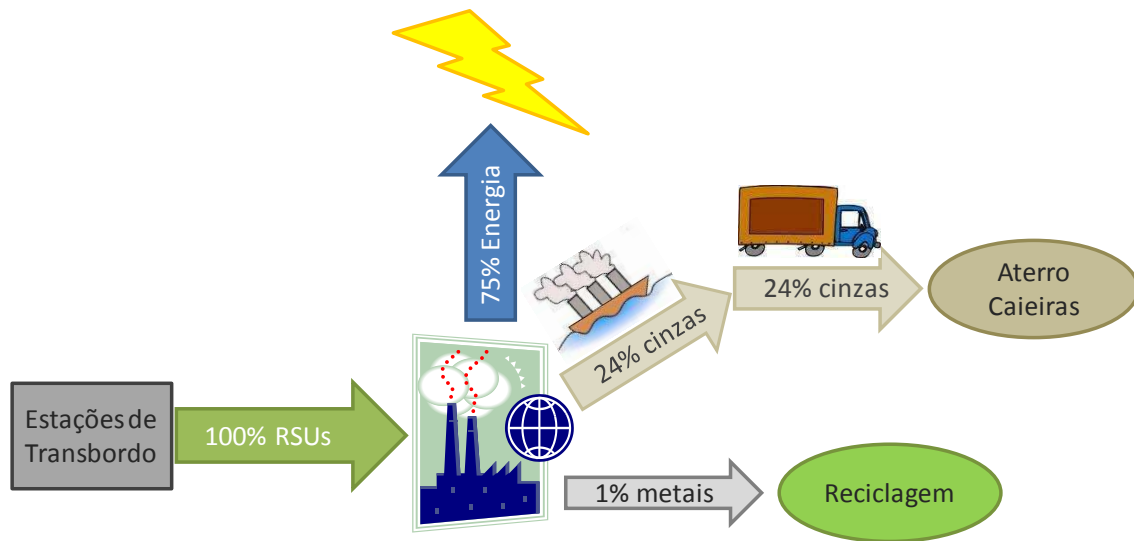 75% Energia
24% cinzas
24% cinzas
Aterro
Caieiras
Estações de
Transbordo
100% RSUs
1% metais
Reciclagem